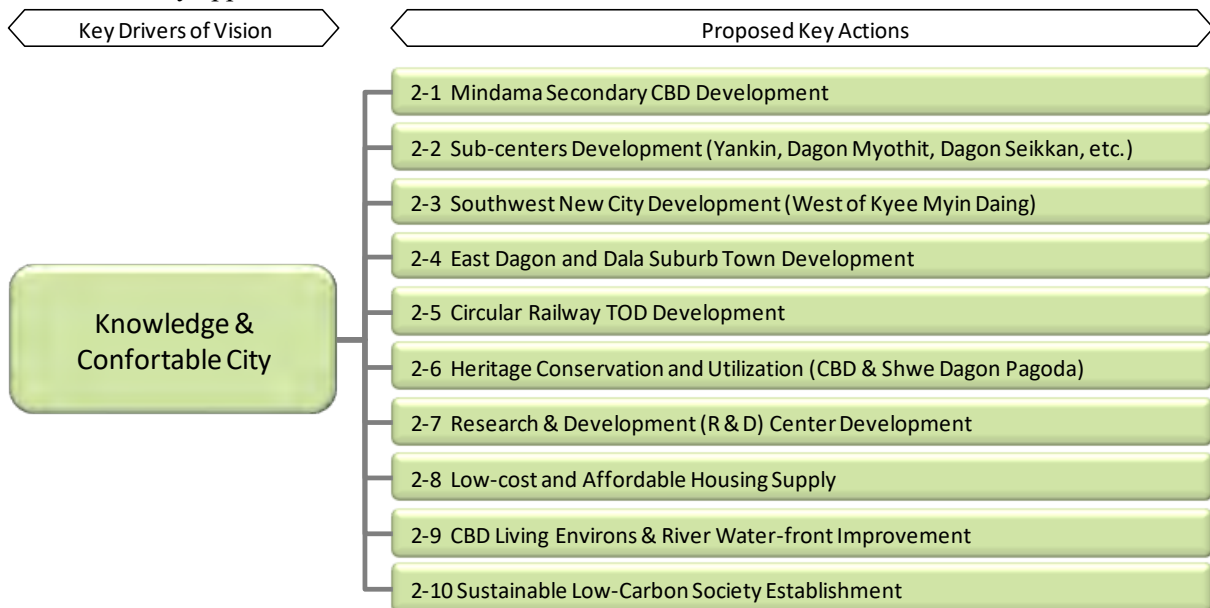 Key Drivers of Vision
Proposed Key Actions
2-1 Mindama Secondary CBD Development
2-2 Sub-centers Development (Yankin, Dagon Myothit, Dagon Seikkan, etc.)
2-3 Southwest New City Development (West of Kyee Myin Daing)
2-4 East Dagon and Dala Suburb Town Development
Knowledge &
Confortable City
2-5 Circular Railway TOD Development
2-6 Heritage Conservation and Utilization (CBD & Shwe Dagon Pagoda)
2-7 Research & Development (R & D) Center Development
2-8 Low-cost and Affordable Housing Supply
2-9 CBD Living Environs & River Water-front Improvement
2-10 Sustainable Low-Carbon Society Establishment